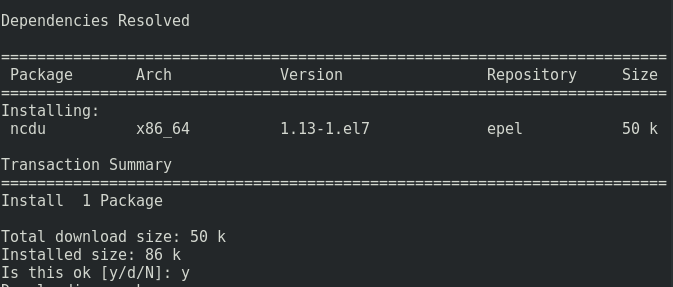 Dependencies Resolved
==========================================================================
Package Arch Version Repository Size
==========================================================================
Installing:
ncdu x86_64 1.13-1.el7 epel 50 k
Transaction Summary
==========================================================================
Install 1 Package
Total download size: 50 k
Installed size: 86 k
Is this ok [y/d/N]: y